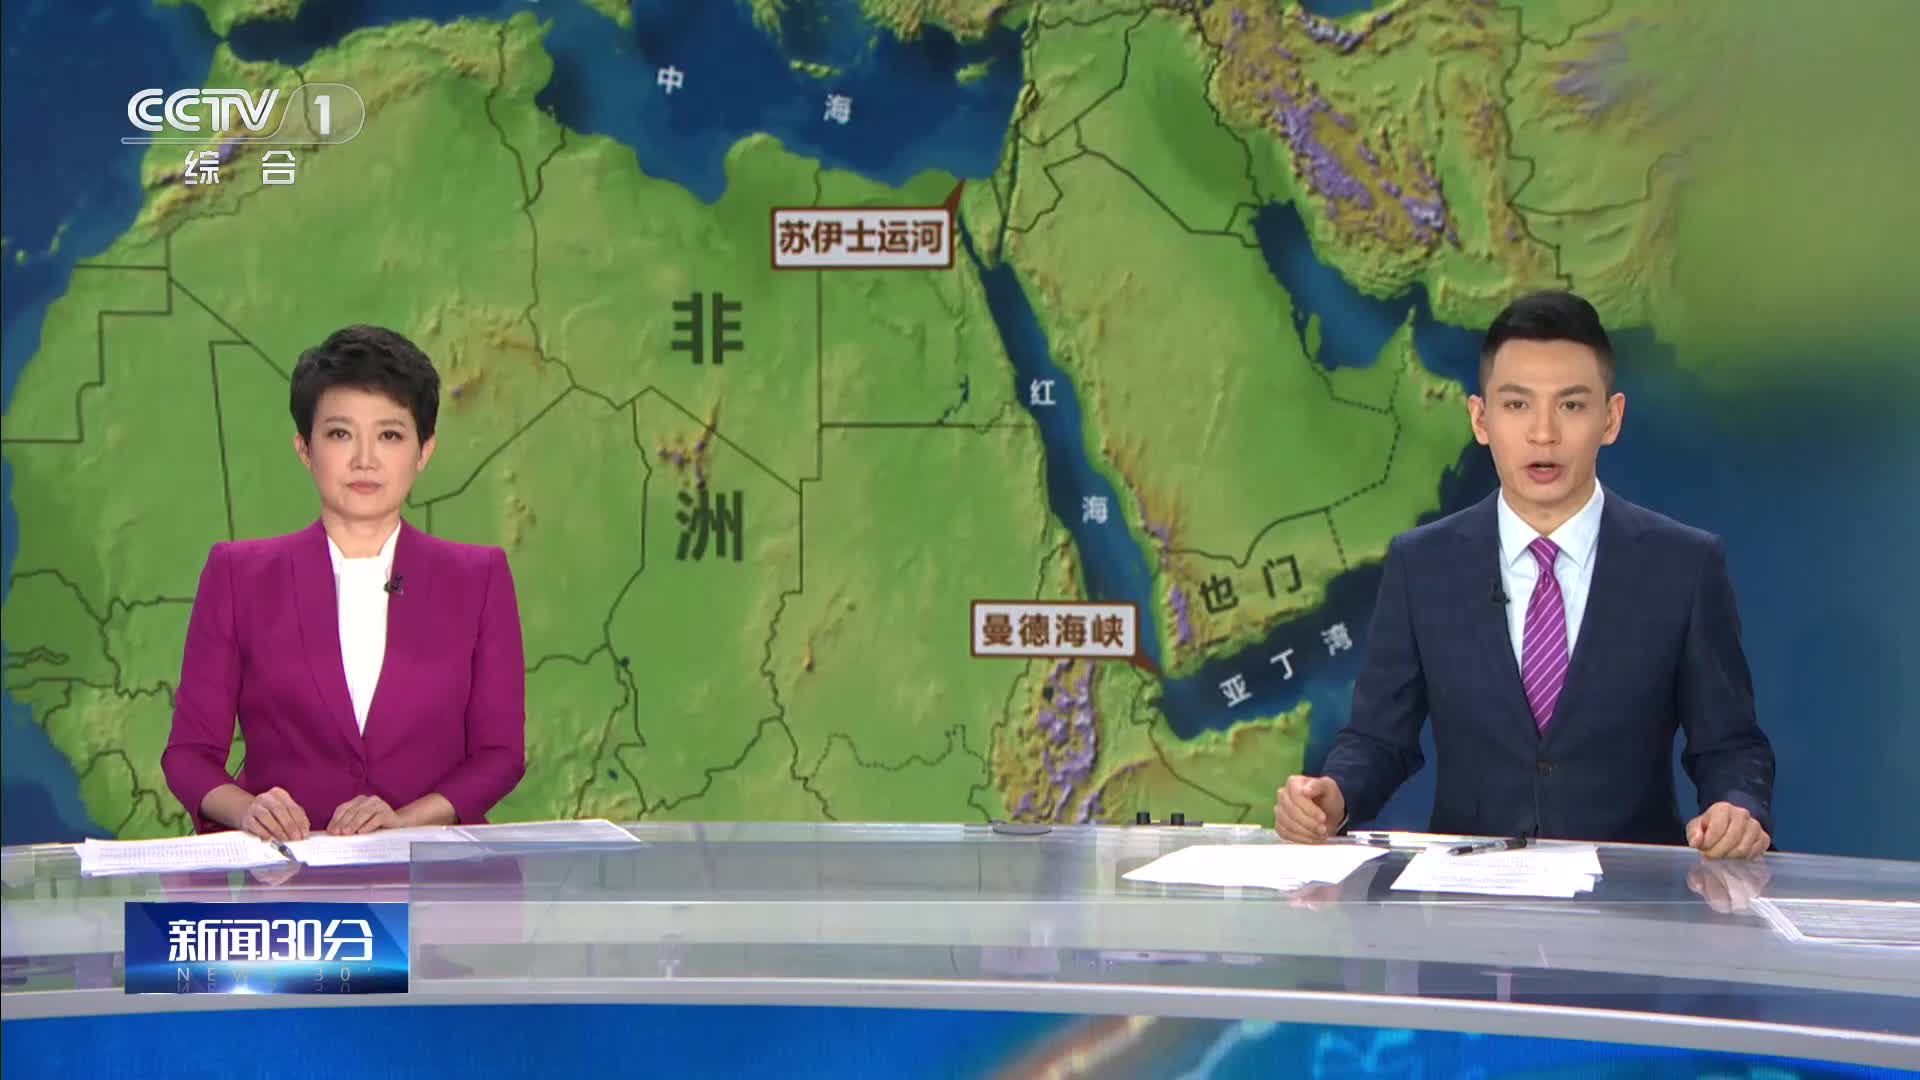 CCTV 1
综合
中
海
苏伊士运河
非
洲
红
海
也门
曼德海峡
亚丁湾
新闻30分
NEWS 30'